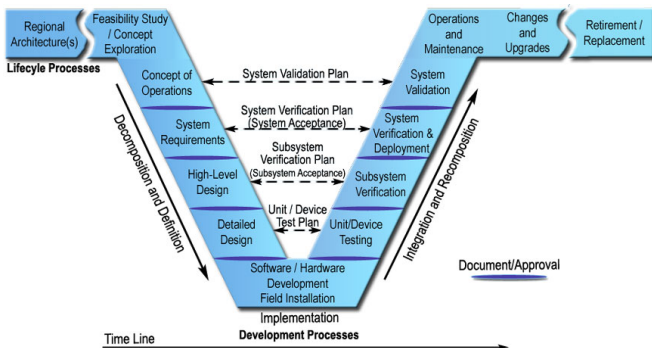 Regional
Architecture(s)
Feasibility Study
/ Concept
Exploration
Operations
and
Maintenance
Changes
and
Upgrades
Retirement /
Replacement
Lifecyle Processes
Concept of
Operations
System Validation Plan
System
Validation
System
Requirements
System Verification Plan
(System Acceptance)
System
Verification &
Deployment
High-Level
Design
Subsystem
Verification Plan
(Subsystem Acceptance)
Subsystem
Verification
Detailed
Design
Unit / Device
Test Plan
Unit/Device
Testing
Decomposition and Definition
Integration and Recomposition
Software / Hardware
Development
Field Installation
Document/Approval
Implementation
Development Processes
Time Line